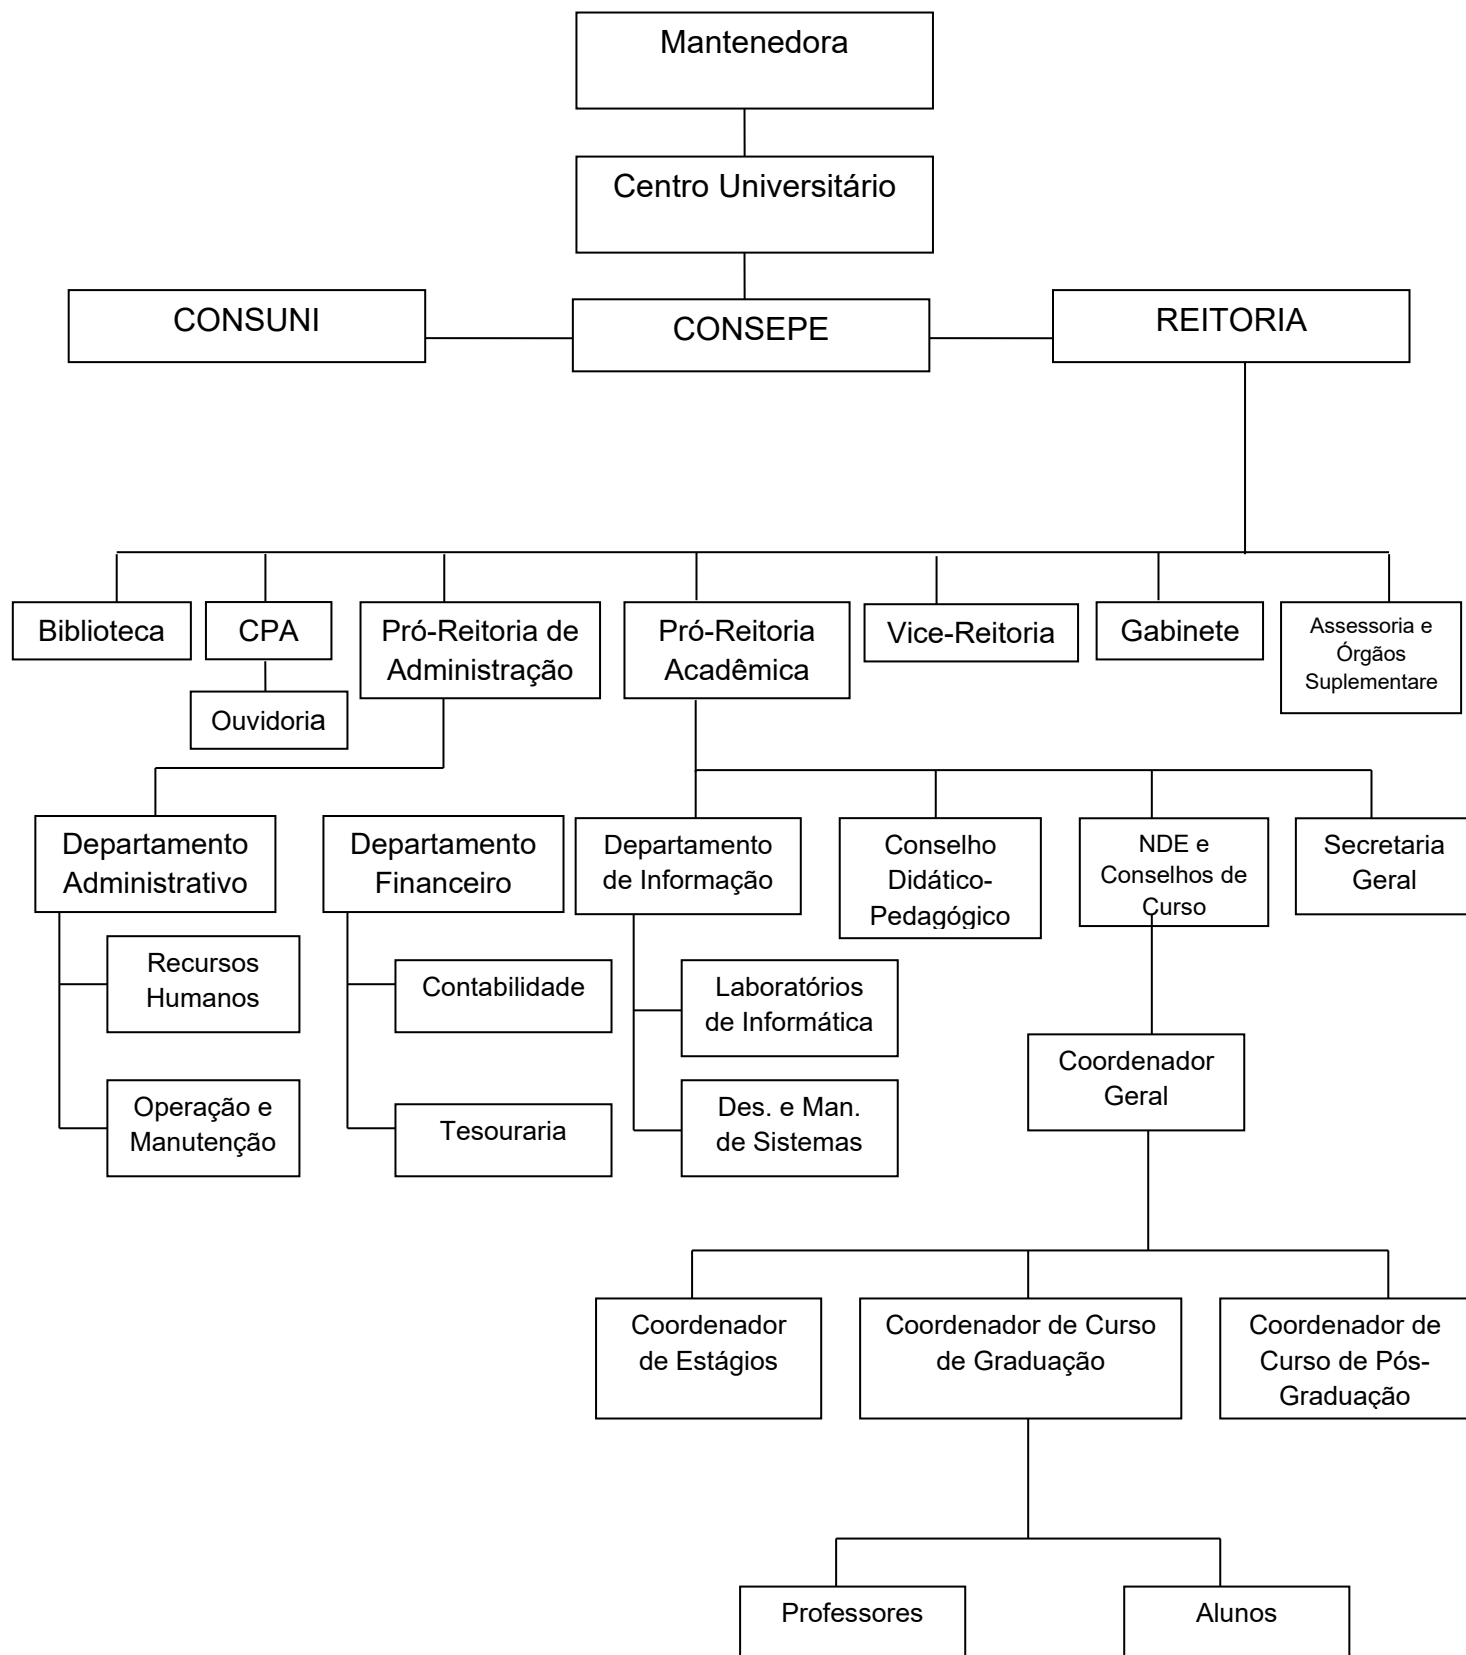 Mantenedora
Centro Universitário
CONSUNI
CONSEPE
REITORIA
Biblioteca
CPA
Ouvidoria
Pró-Reitoria de
Administração
Pró-Reitoria
Acadêmica
Vice-Reitoria
Gabinete
Assessoria e
Órgãos
Suplementare
Departamento
Administrativo
Departamento
Financeiro
Departamento
de Informação
Conselho
Didático-
Pedagógico
NDE e
Conselhos de
Curso
Secretaria
Geral
Recursos
Humanos
Contabilidade
Laboratórios
de Informática
Coordenador
Geral
Operação e
Manutenção
Tesouraria
Des. e Man.
de Sistemas
Coordenador
de Estágios
Coordenador de Curso
de Graduação
Coordenador de
Curso de Pós-
Graduação
Professores
Alunos